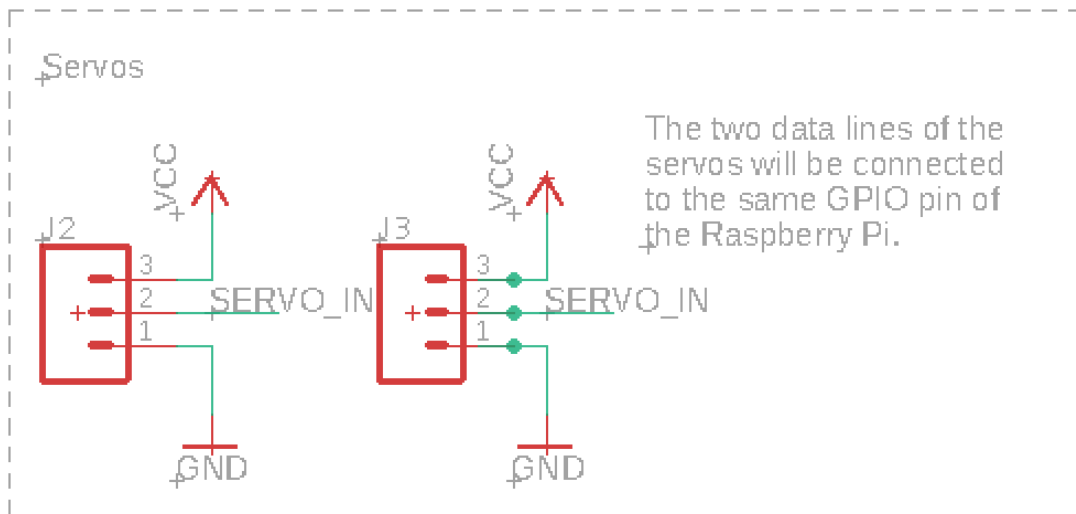 Servos
The two data lines of the
servos will be connected
to the same GPIO pin of
the Raspberry Pi.
VCC
VCC
J2
J3
3
3
2
SERVO_IN
2
SERVO_IN
1
1
GND
GND